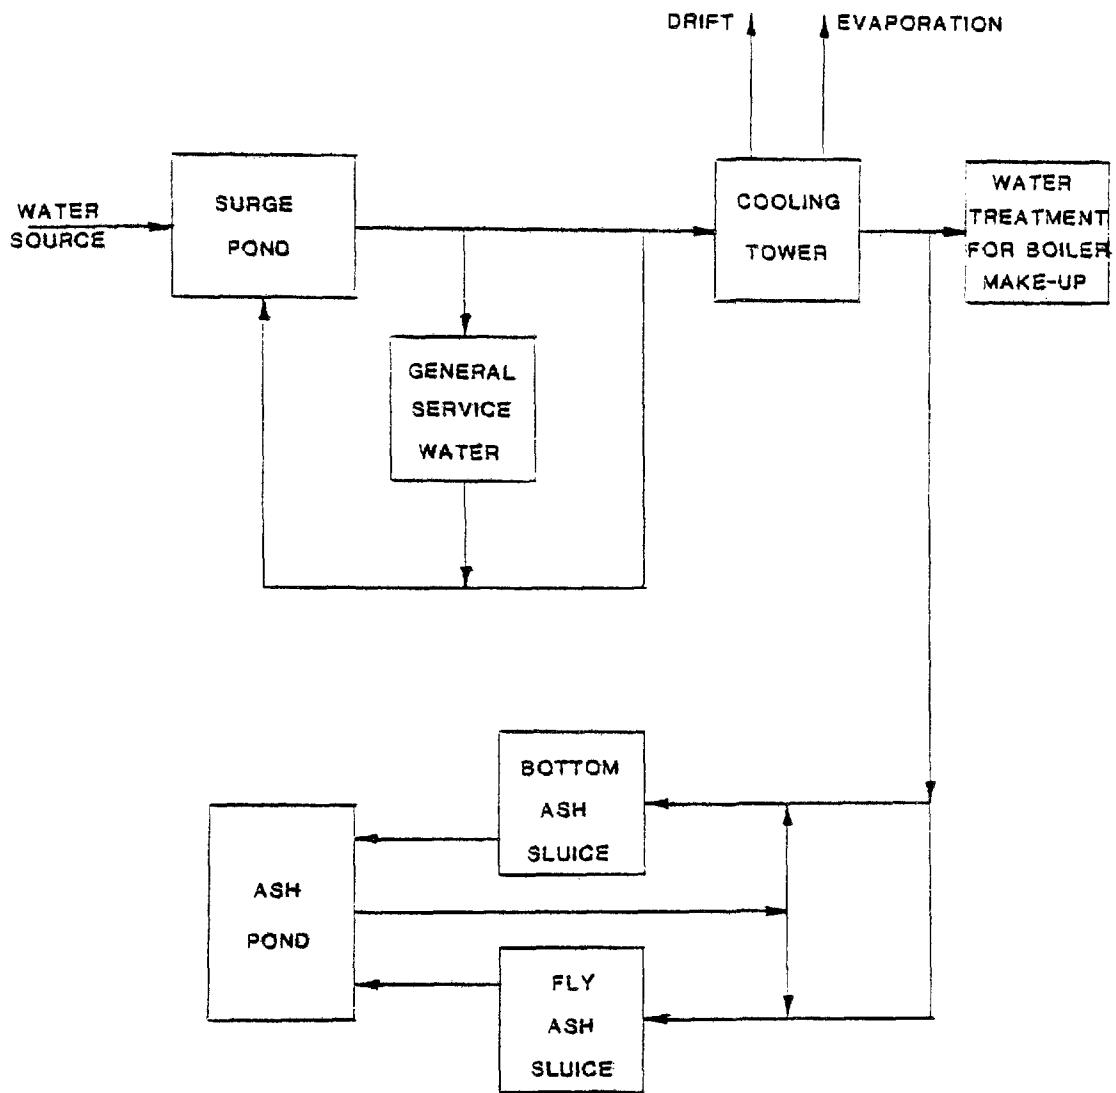 DRIFT
EVAPORATION
WATER
SOURCE
SURGE
POND
COOLING
TOWER
WATER
TREATMENT
FOR BOILER
MAKE-UP
GENERAL
SERVICE
WATER
BOTTOM
ASH
SLUICE
ASH
POND
FLY
ASH
SLUICE